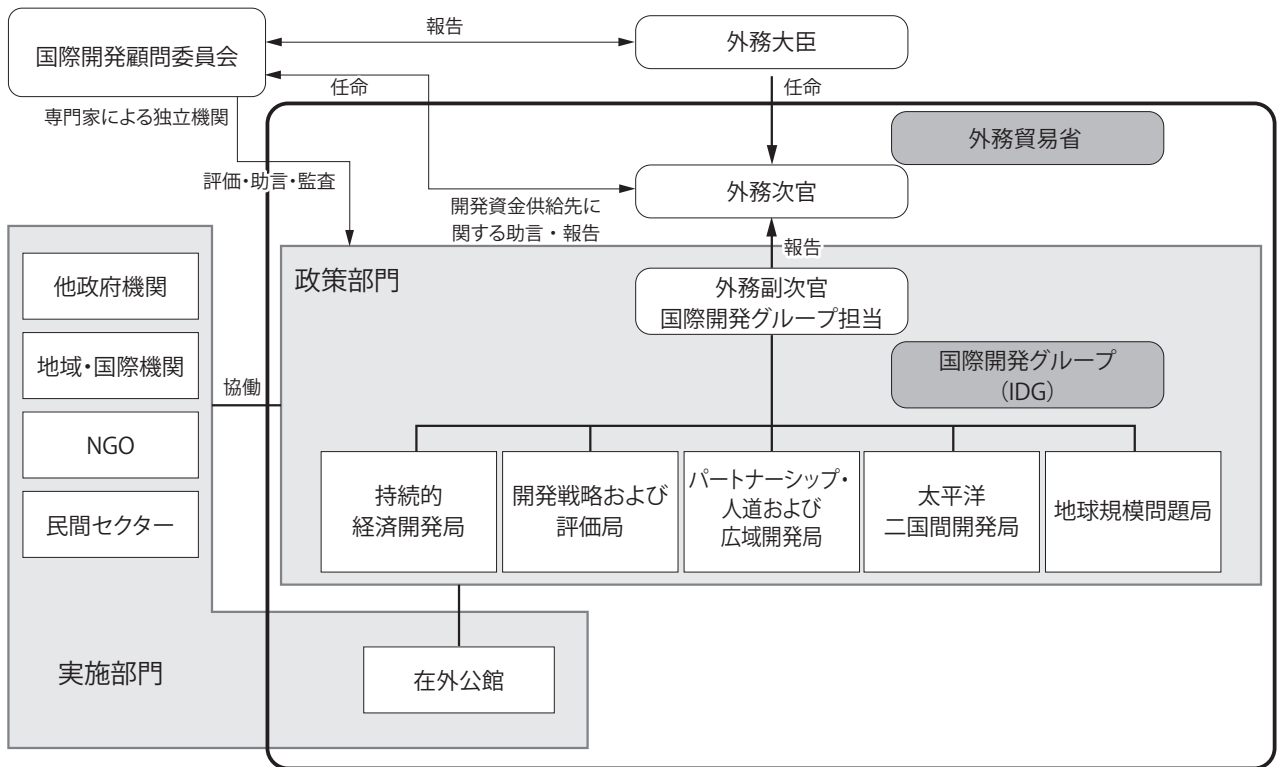 国際開発顧問委員会
報告
外務大臣
任命
任命
専門家による独立機関
外務貿易省
評価・助言・監査
外務次官
開発資金供給先に
関する助言・報告
報告
他政府機関
地域・国際機関
NGO
民間セクター
協働
政策部門
外務副次官
国際開発グループ担当
国際開発グループ
（IDG）
持続的
経済開発局
開発戦略および
評価局
パートナーシップ・
人道および
広域開発局
太平洋
二国間開発局
地球規模問題局
実施部門
在外公館